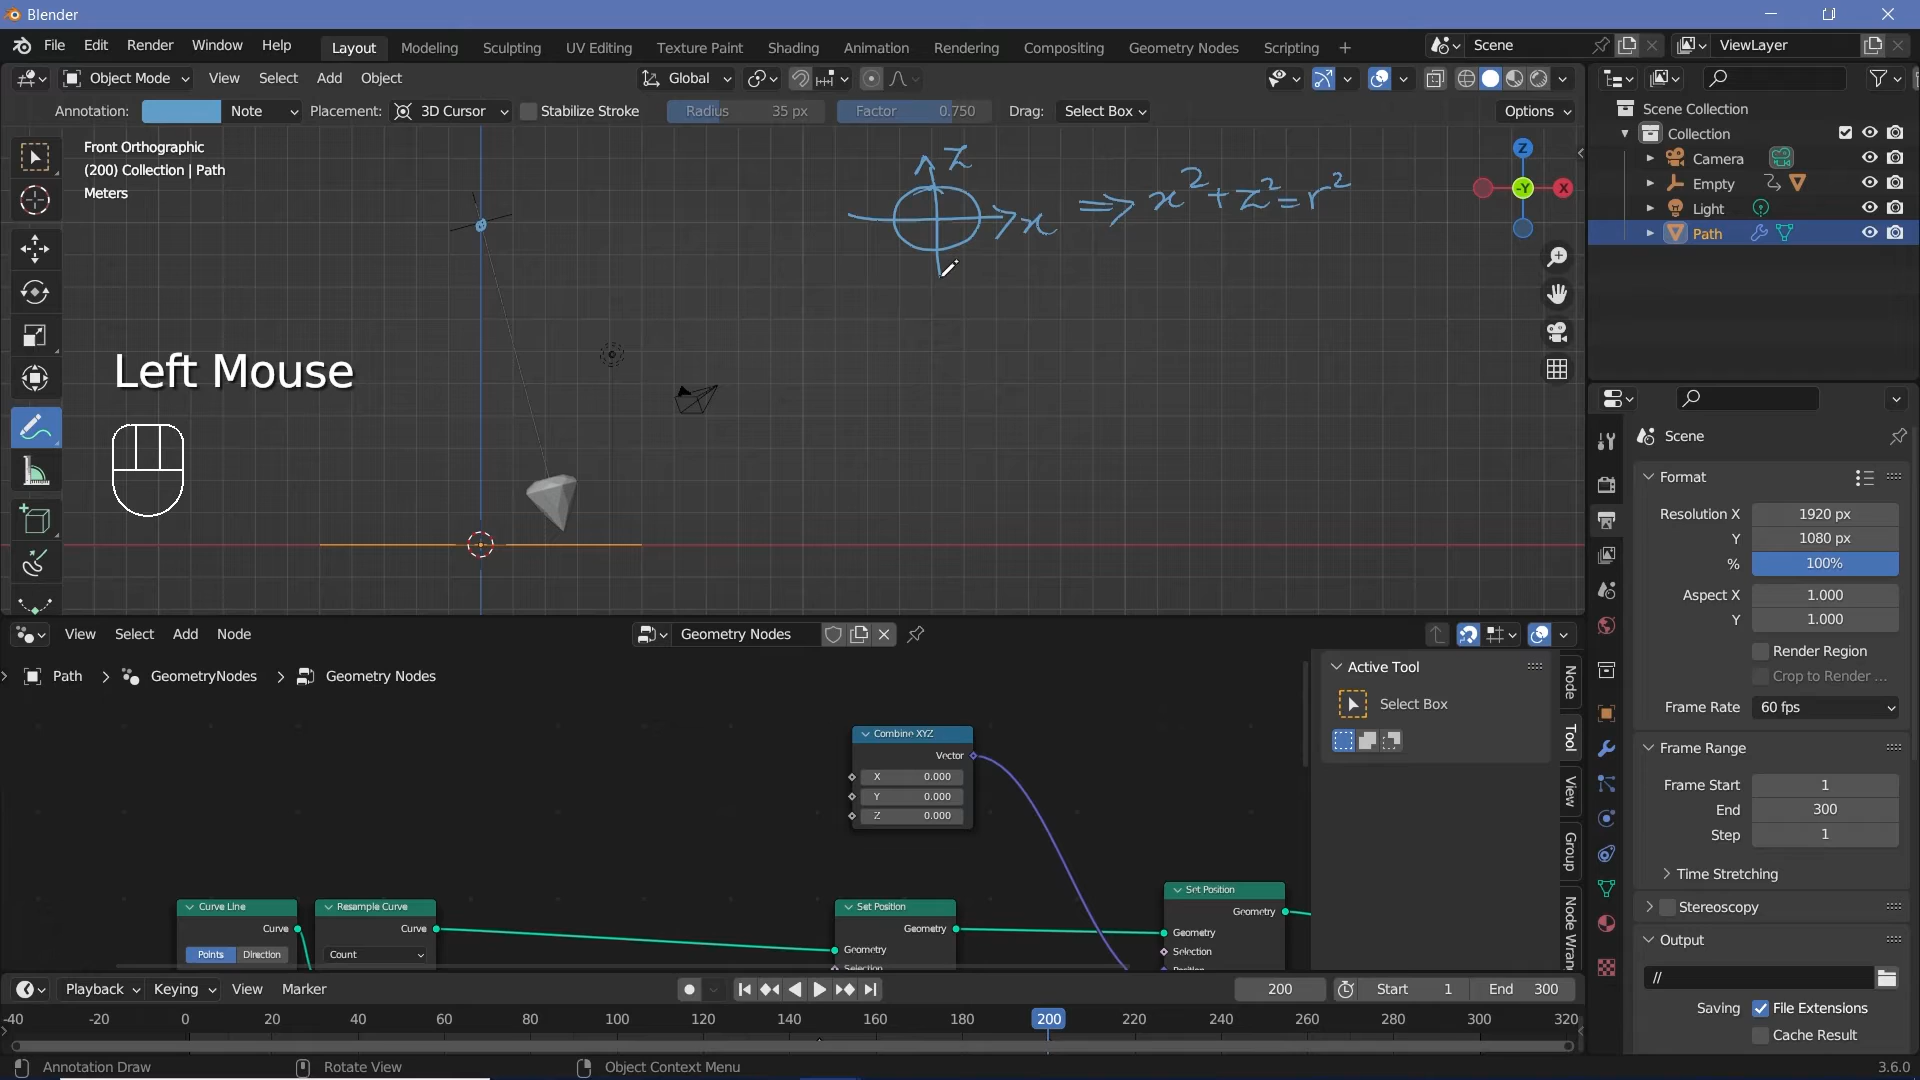 Blender
File Edit Render Window Help Layout Modeling Sculpting UV Editing Texture Paint Shading Animation Rendering Compositing Geometry Nodes Scripting + Scene ViewLayer
Object Mode View Select Add Object Global
Annotation: Note Placement: 3D Cursor Stabilize Stroke Radius 35 px Factor 0.750 Drag: Select Box Options
Front Orthographic
(200) Collection | Path
Meters
z
x ⇒ x²+z²=r²
Z
-Y
X
Left Mouse
Scene Collection
Collection
Camera
Empty
Light
Path
Scene
Format
Resolution X 1920 px
Y 1080 px
% 100%
Aspect X 1.000
Y 1.000
Render Region
Crop to Render ...
Frame Rate 60 fps
Frame Range
Frame Start 1
End 300
Step 1
Time Stretching
Stereoscopy
Output
//
Saving File Extensions
Cache Result
View Select Add Node Geometry Nodes
Path > GeometryNodes > Geometry Nodes
Combine XYZ
Vector
X 0.000
Y 0.000
Z 0.000
Curve Line
Curve
Points Direction
Resample Curve
Curve
Count
Set Position
Geometry
Geometry
Selection
Set Position
Geometry
Geometry
Selection
Position
Active Tool
Select Box
Node
Tool
View
Group
Node Wran
Playback Keying View Marker 200 Start 1 End 300
-40 -20 0 20 40 60 80 100 120 140 160 180 200 220 240 260 280 300 320
Annotation Draw Rotate View Object Context Menu 3.6.0